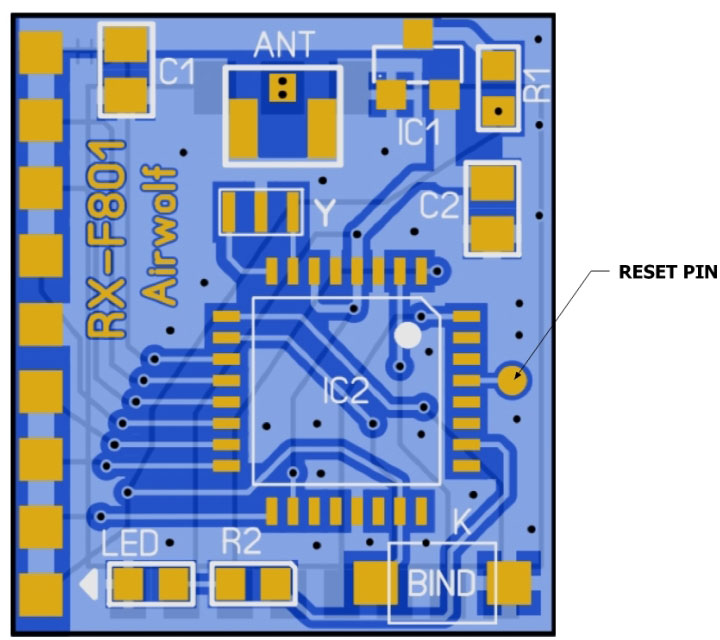 ANT
C1
IC1
R1
RX-F801
Airwolf
C2
Y
RESET PIN
IC2
K
LED
R2
BIND